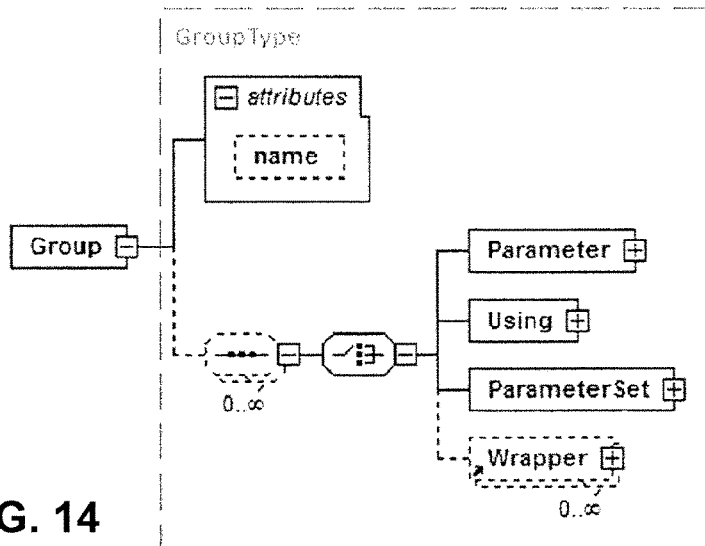 GroupType
attributes
name
Group
Parameter
Using
0..∞
ParameterSet
Wrapper
0..∞
G. 14